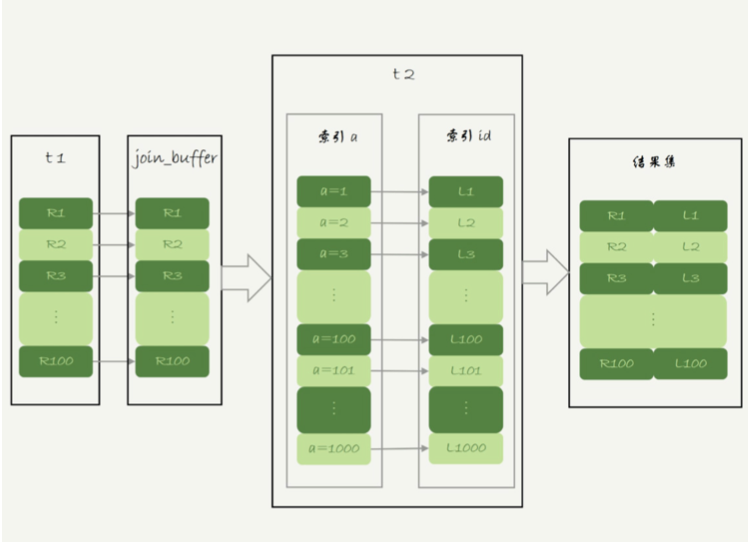 t1
R1
R2
R3
⋮
R100
join_buffer
R1
R2
R3
⋮
R100
t2
索引 a
a=1
a=2
a=3
⋮
a=100
a=101
⋮
a=1000
索引 id
L1
L2
L3
⋮
L100
L101
⋮
L1000
结果集
R1 L1
R2 L2
R3 L3
⋮
R100 L100